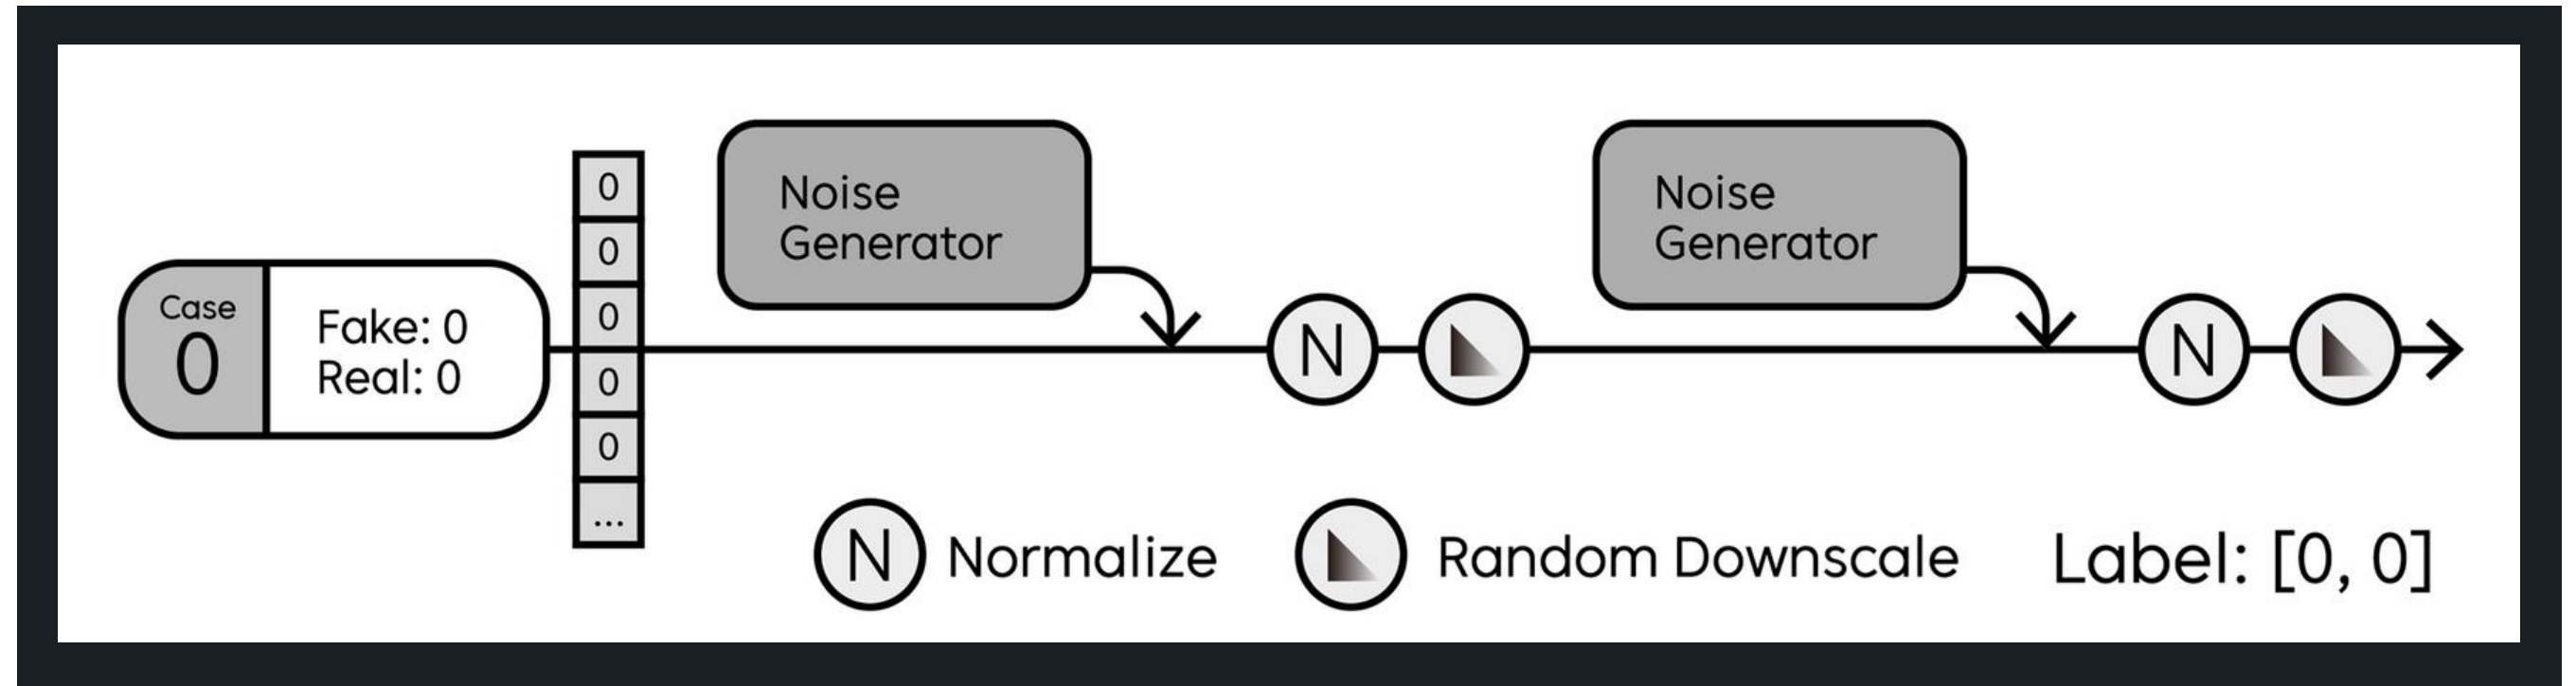 Case
0
Fake: 0
Real: 0
0
0
0
0
0
...
Noise
Generator
N
Noise
Generator
N
N Normalize
Random Downscale
Label: [0, 0]